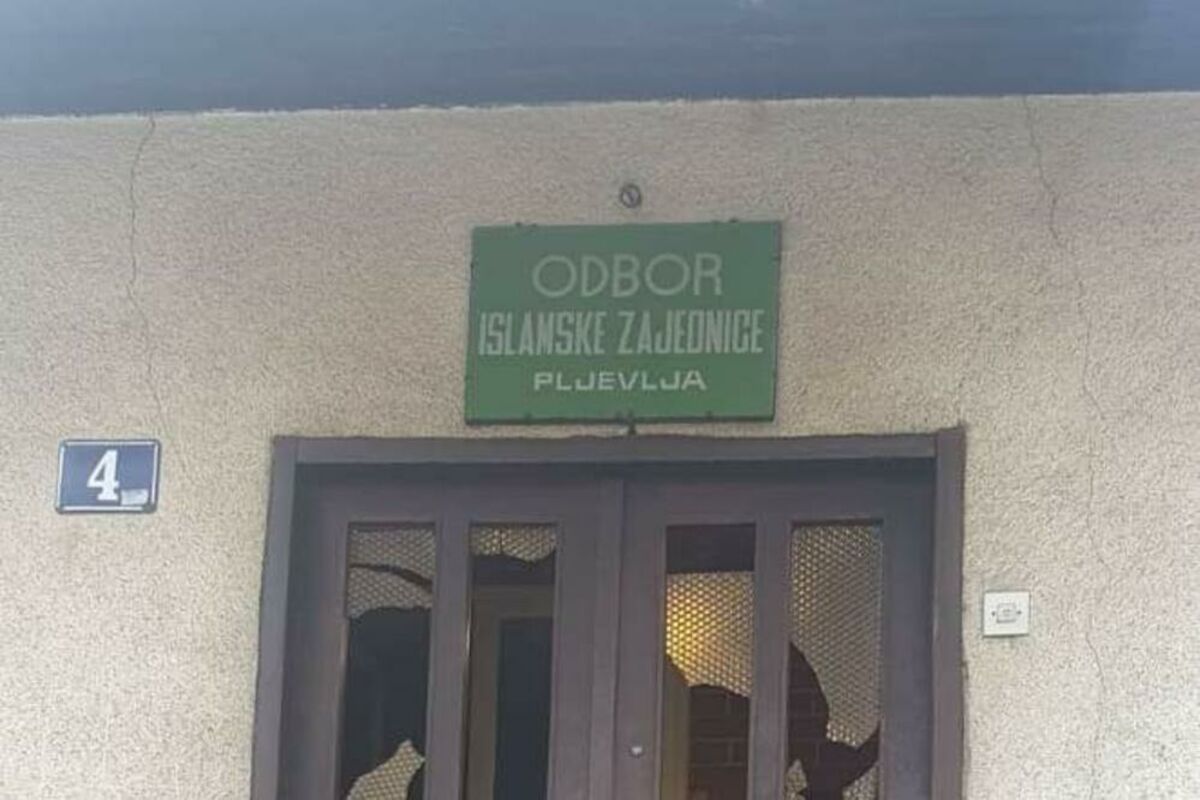 ODBOR
ISLAMSKE ZAJEDNICE
PLJEVLJA
4